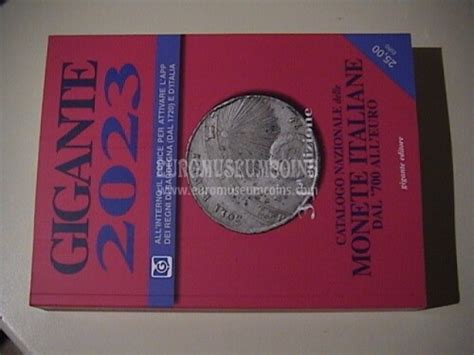 GIGANTE
2023
ALL'INTERNO IL CODICE PER ATTIVARE L'APP
DEI REGNI DI SARDEGNA (DAL 1720) E D'ITALIA
G
25,00
euro
EUROMUSEUMCOINS
www.euromuseumcoins.com
edizione
CATALOGO NAZIONALE delle
MONETE ITALIANE
DAL '700 ALL'EURO
gigante editore